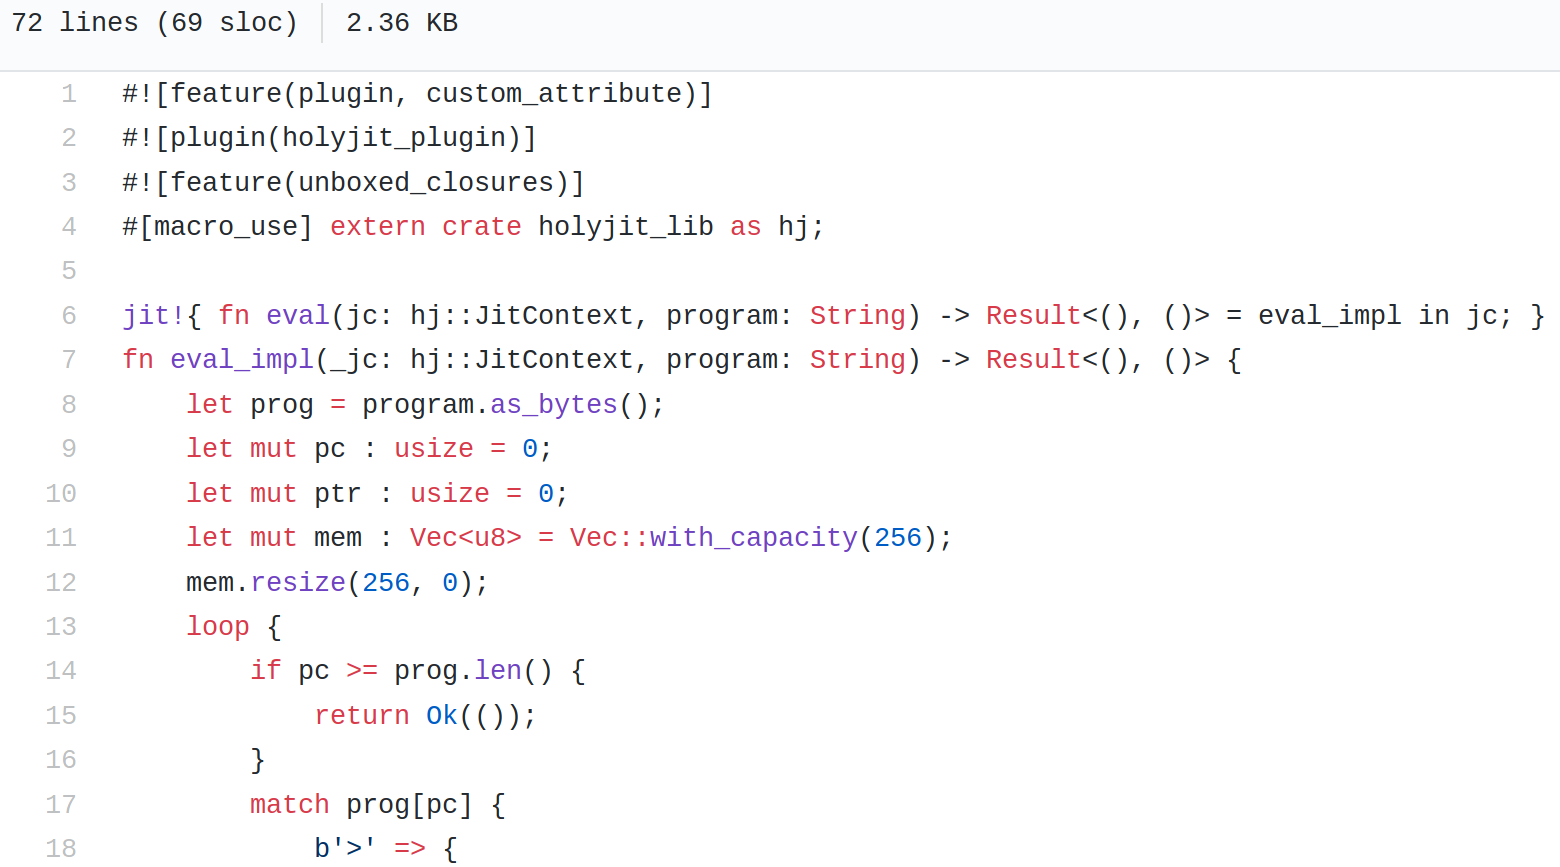 72 lines (69 sloc) 2.36 KB
1 #![feature(plugin, custom_attribute)]
2 #![plugin(holyjit_plugin)]
3 #![feature(unboxed_closures)]
4 #[macro_use] extern crate holyjit_lib as hj;
5
6 jit!{ fn eval(jc: hj::JitContext, program: String) -> Result<(), ()> = eval_impl in jc; }
7 fn eval_impl(_jc: hj::JitContext, program: String) -> Result<(), ()> {
8     let prog = program.as_bytes();
9     let mut pc : usize = 0;
10     let mut ptr : usize = 0;
11     let mut mem : Vec<u8> = Vec::with_capacity(256);
12     mem.resize(256, 0);
13     loop {
14         if pc >= prog.len() {
15             return Ok(());
16         }
17         match prog[pc] {
18             b'>' => {